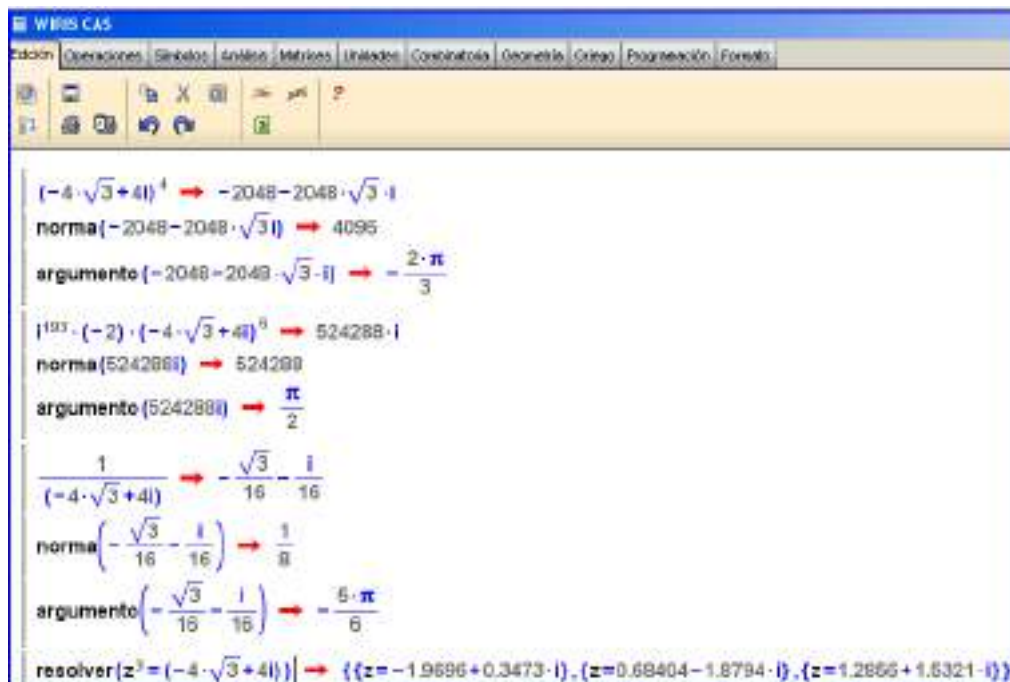 WIRIS CAS
Edición Operaciones Símbolos Análisis Matrices Unidades Combinatoria Geometría Griego Programación Formato
(-4·√3+4i)^4 → -2048-2048·√3·i
norma(-2048-2048·√3i) → 4096
argumento(-2048-2048·√3·i) → -2·π/3
i^193·(-2)·(-4·√3+4i)^6 → 524288·i
norma(524288i) → 524288
argumento(524288i) → π/2
1/(-4·√3+4i) → -√3/16-i/16
norma(-√3/16-i/16) → 1/8
argumento(-√3/16-i/16) → -5·π/6
resolver(z^3=(-4·√3+4i)) → {{z=-1.9696+0.3473·i},{z=0.68404-1.8794·i},{z=1.2856+1.5321·i}}